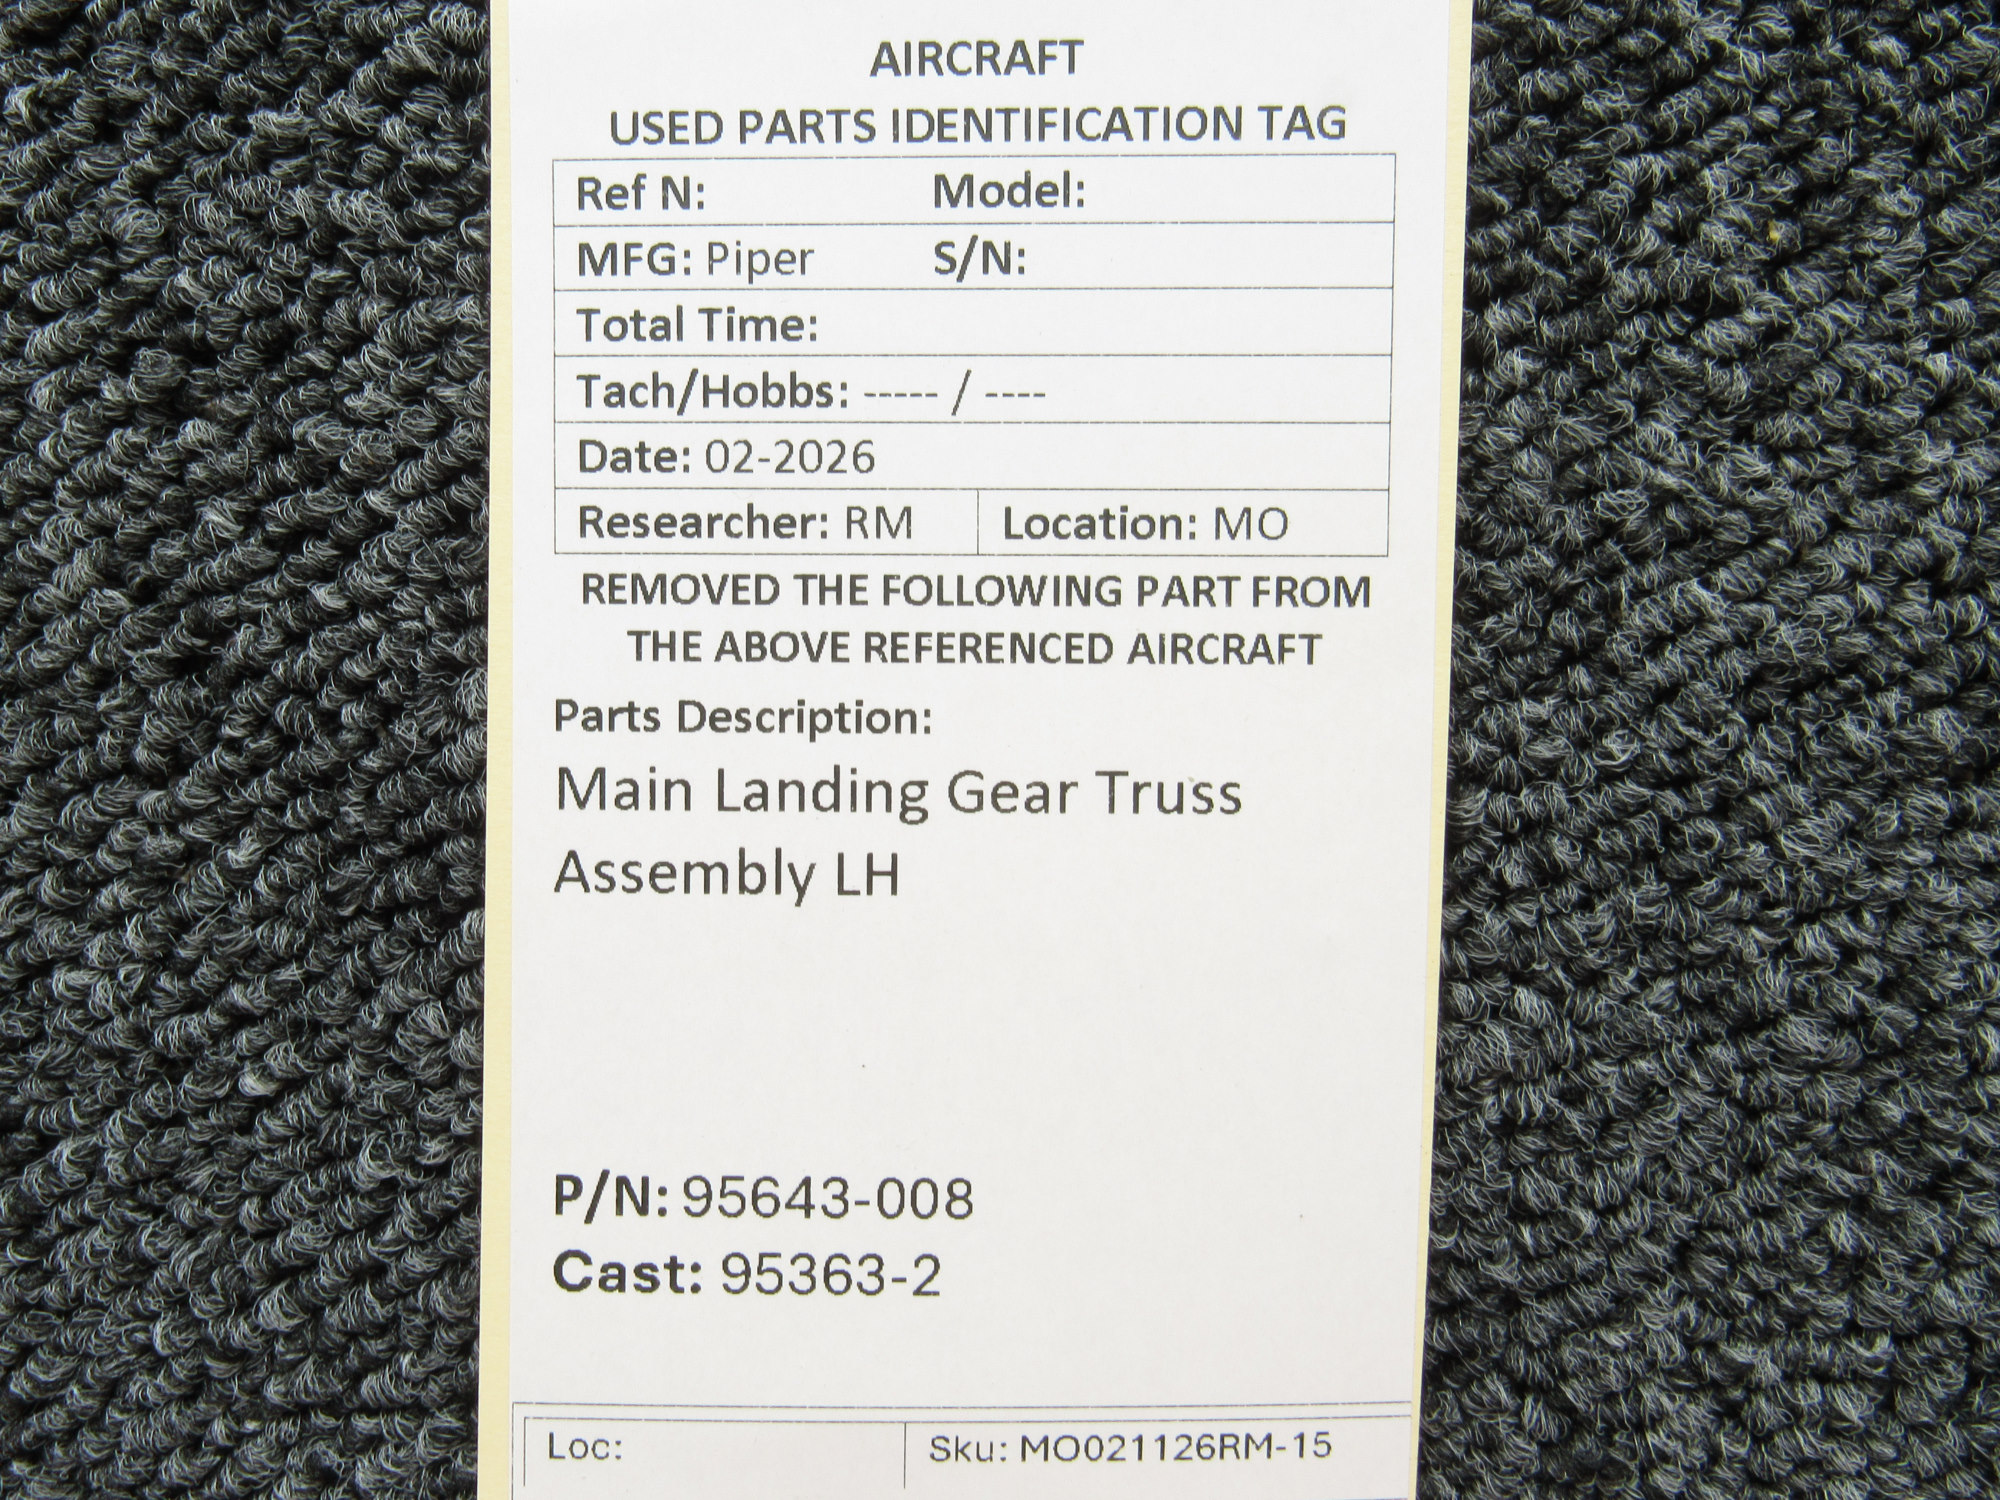 AIRCRAFT
USED PARTS IDENTIFICATION TAG
Ref N: Model:
MFG: Piper S/N:
Total Time:
Tach/Hobbs: ----- / ----
Date: 02-2026
Researcher: RM Location: MO
REMOVED THE FOLLOWING PART FROM
THE ABOVE REFERENCED AIRCRAFT
Parts Description:
Main Landing Gear Truss
Assembly LH
P/N: 95643-008
Cast: 95363-2
Loc: Sku: MO021126RM-15